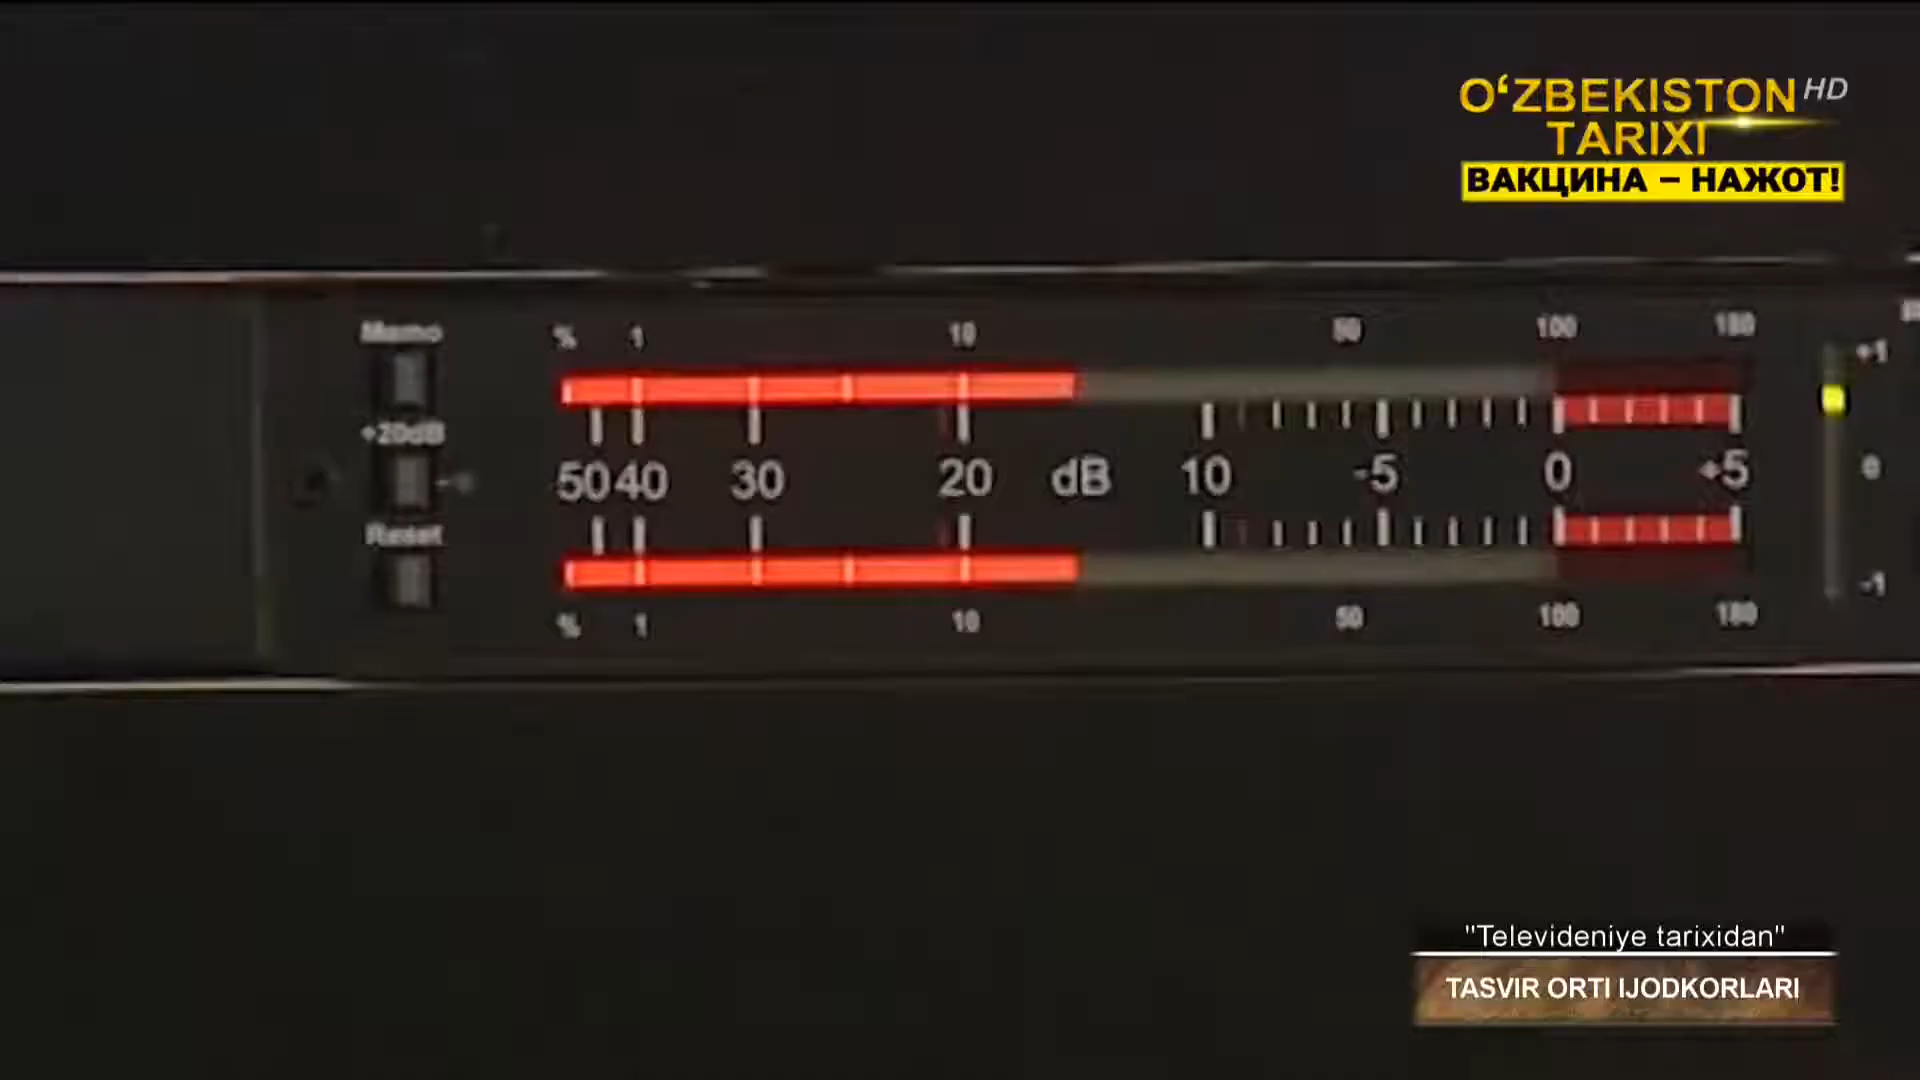 O‘ZBEKISTON HD
TARIXI
ВАКЦИНА – НАЖОТ!
Memo
+20dB
Reset
% 1 10 50 100 180
50 40 30 20 dB 10 -5 0 +5
% 1 10 50 100 180
+1
0
-1
"Televideniye tarixidan"
TASVIR ORTI IJODKORLARI